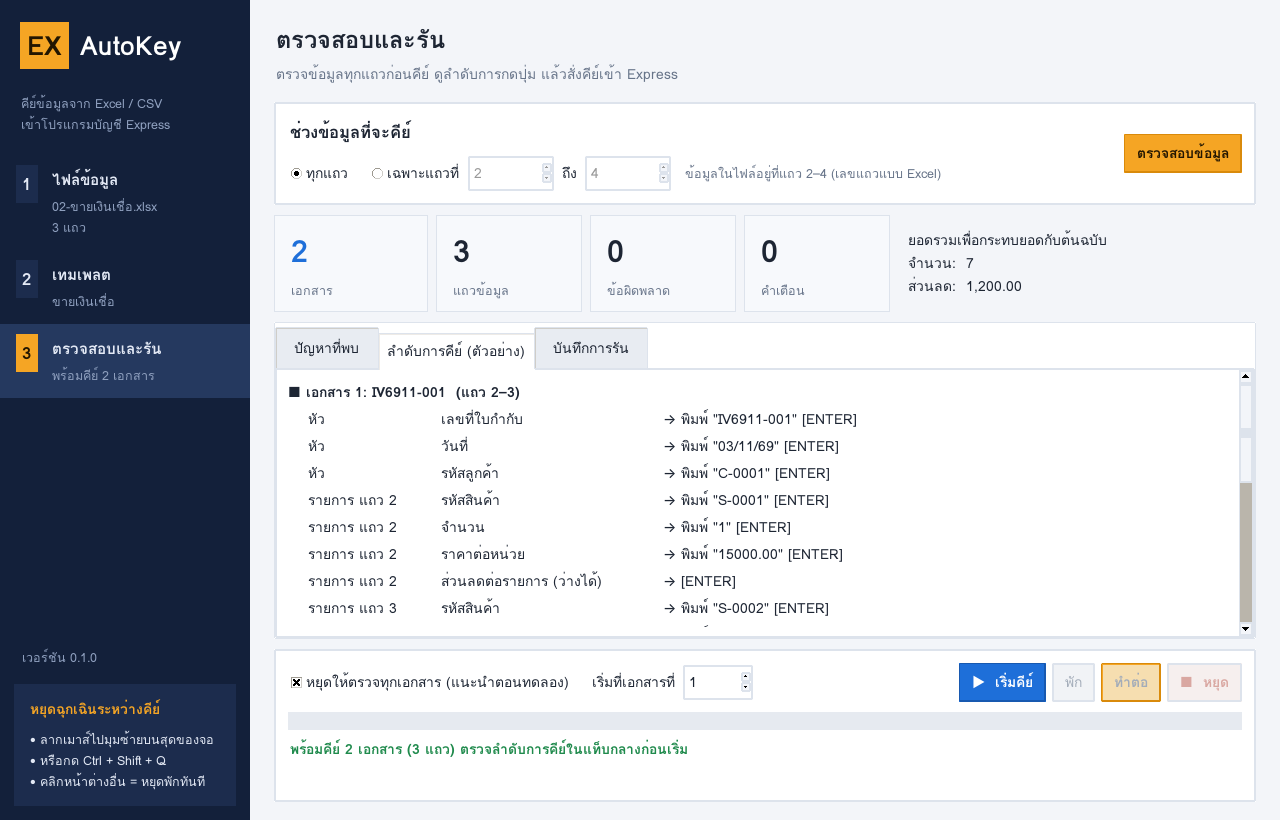 EX AutoKey
คีย์ข้อมูลจาก Excel / CSV
เข้าโปรแกรมบัญชี Express
1 ไฟล์ข้อมูล
02-ขายเงินเชื่อ.xlsx
3 แถว
2 เทมเพลต
ขายเงินเชื่อ
3 ตรวจสอบและรัน
พร้อมคีย์ 2 เอกสาร
เวอร์ชัน 0.1.0
หยุดฉุกเฉินระหว่างคีย์
• ลากเมาส์ไปมุมซ้ายบนสุดของจอ
• หรือกด Ctrl + Shift + Q
• คลิกหน้าต่างอื่น = หยุดพักทันที
ตรวจสอบและรัน
ตรวจข้อมูลทุกแถวก่อนคีย์ ดูลำดับการกดปุ่ม แล้วสั่งคีย์เข้า Express
ช่วงข้อมูลที่จะคีย์
ทุกแถว เฉพาะแถวที่ 2 ถึง 4 ข้อมูลในไฟล์อยู่ที่แถว 2–4 (เลขแถวแบบ Excel)
ตรวจสอบข้อมูล
2 เอกสาร
3 แถวข้อมูล
0 ข้อผิดพลาด
0 คำเตือน
ยอดรวมเพื่อกระทบยอดกับต้นฉบับ
จำนวน: 7
ส่วนลด: 1,200.00
ปัญหาที่พบ ลำดับการคีย์ (ตัวอย่าง) บันทึกการรัน
■ เอกสาร 1: IV6911-001 (แถว 2–3)
หัว เลขที่ใบกำกับ → พิมพ์ "IV6911-001" [ENTER]
หัว วันที่ → พิมพ์ "03/11/69" [ENTER]
หัว รหัสลูกค้า → พิมพ์ "C-0001" [ENTER]
รายการ แถว 2 รหัสสินค้า → พิมพ์ "S-0001" [ENTER]
รายการ แถว 2 จำนวน → พิมพ์ "1" [ENTER]
รายการ แถว 2 ราคาต่อหน่วย → พิมพ์ "15000.00" [ENTER]
รายการ แถว 2 ส่วนลดต่อรายการ (ว่างได้) → [ENTER]
รายการ แถว 3 รหัสสินค้า → พิมพ์ "S-0002" [ENTER]
หยุดให้ตรวจทุกเอกสาร (แนะนำตอนทดลอง) เริ่มที่เอกสารที่ 1
▶ เริ่มคีย์ พัก ทำต่อ ■ หยุด
พร้อมคีย์ 2 เอกสาร (3 แถว) ตรวจลำดับการคีย์ในแท็บกลางก่อนเริ่ม